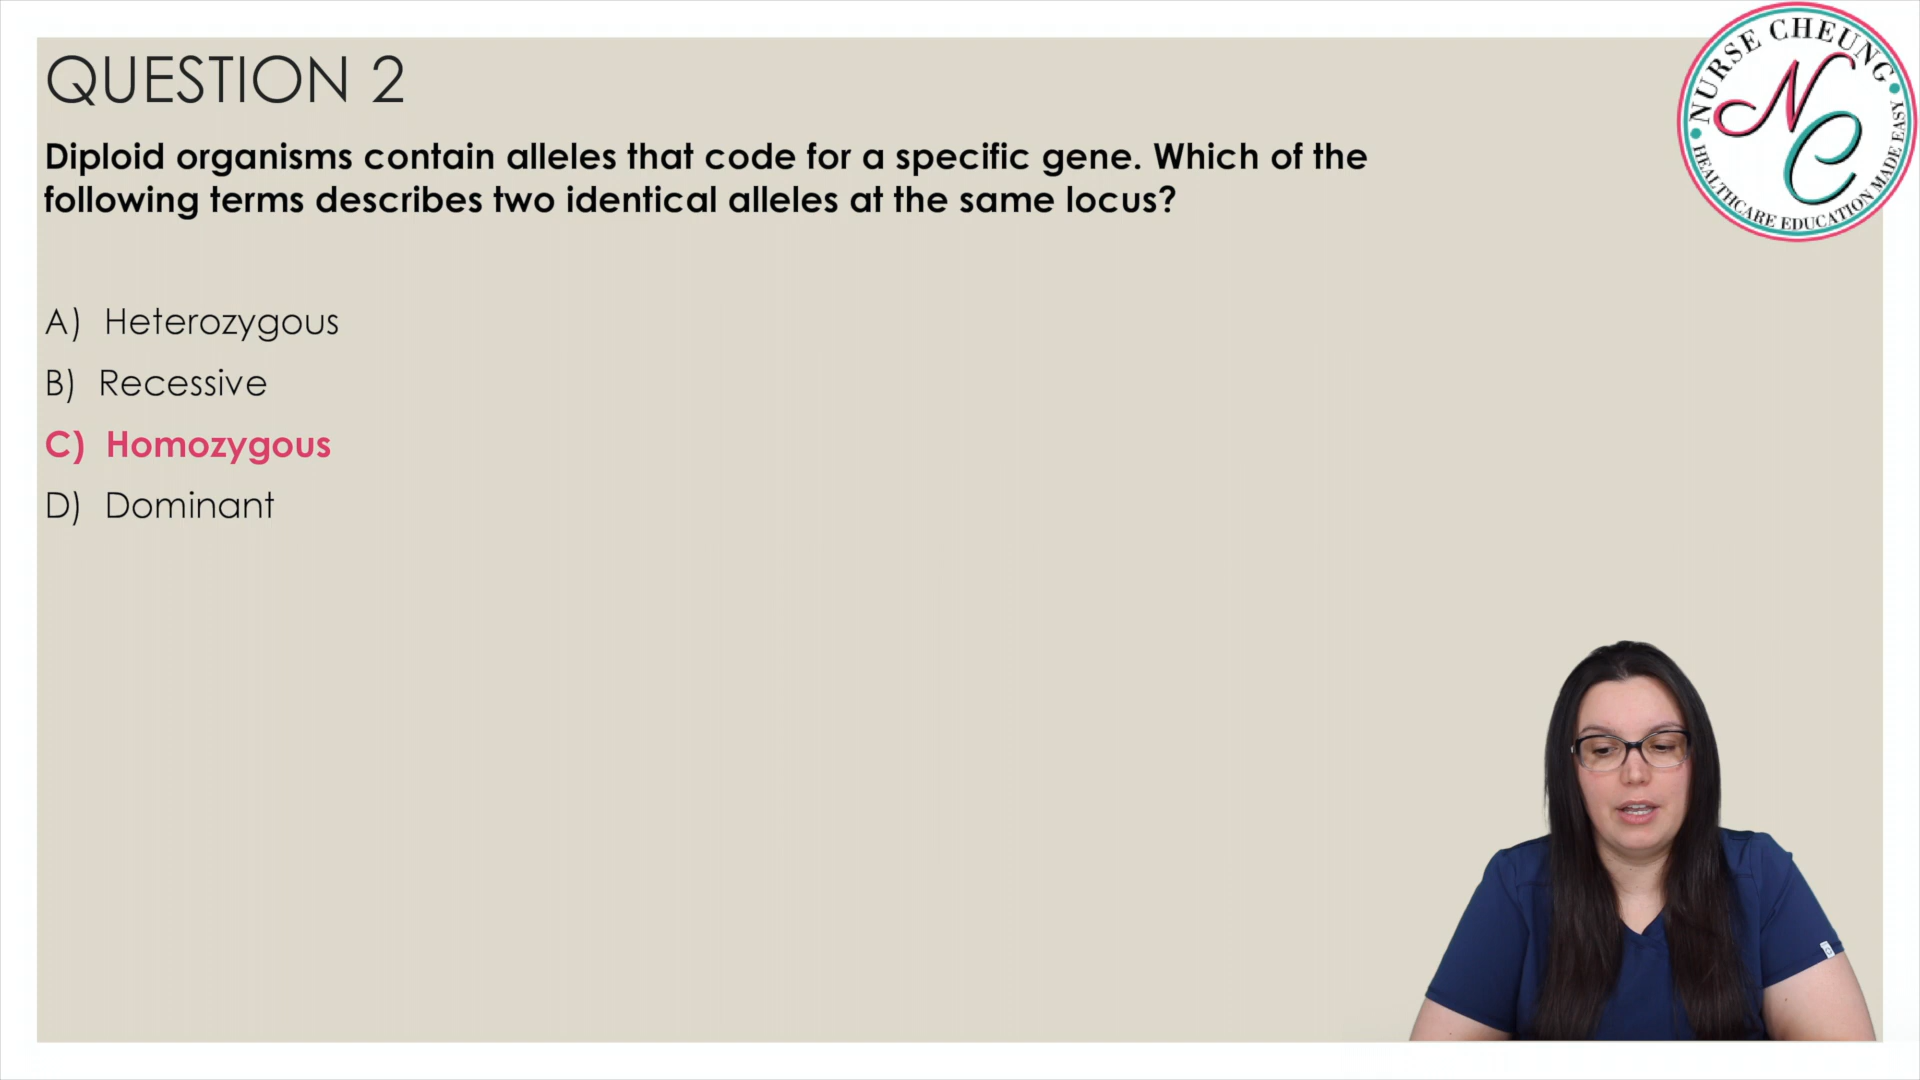 QUESTION 2
Diploid organisms contain alleles that code for a specific gene. Which of the
following terms describes two identical alleles at the same locus?
A) Heterozygous
B) Recessive
C) Homozygous
D) Dominant
NURSE CHEUNG
NC
HEALTHCARE EDUCATION MADE EASY